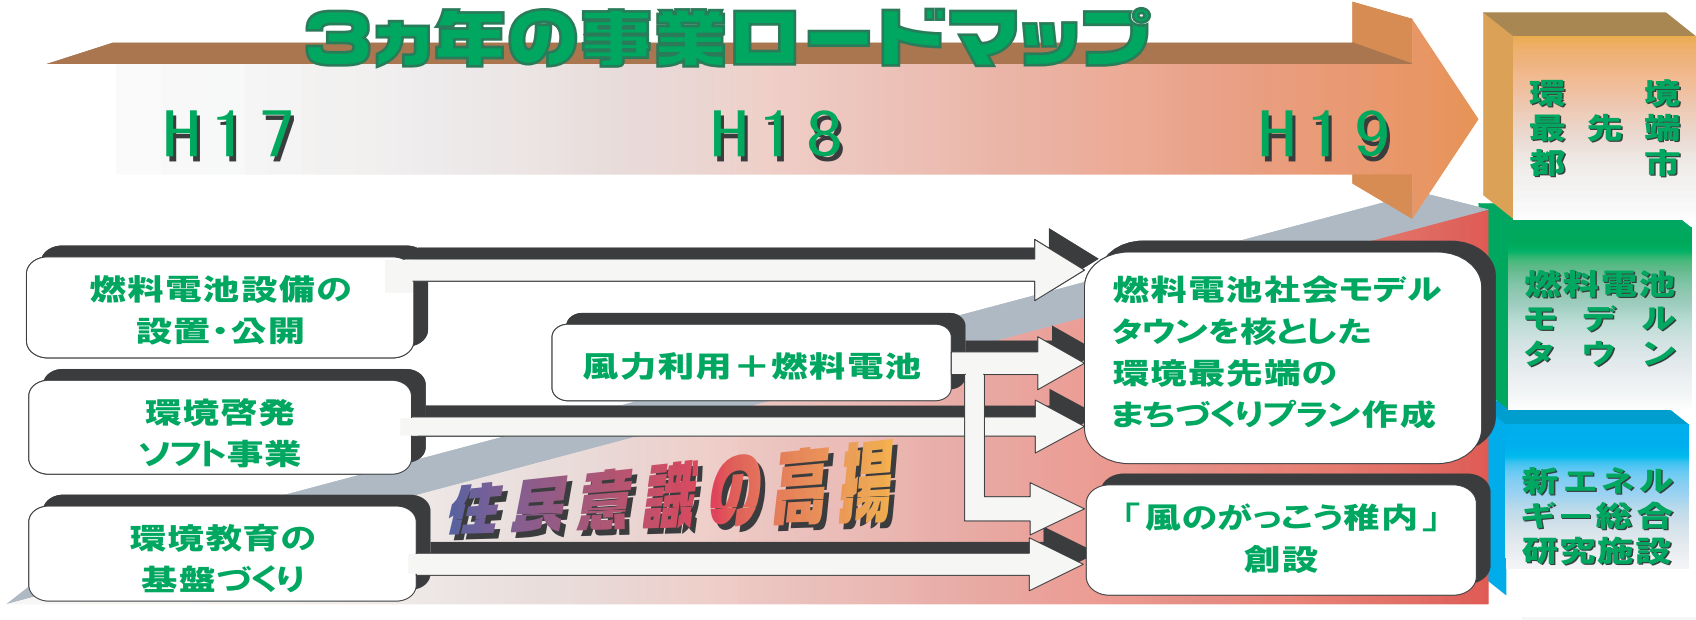 3ヵ年の事業ロードマップ
H17
H18
H19
環境
最先端
都市
燃料電池設備の
設置・公開
環境啓発
ソフト事業
環境教育の
基盤づくり
風力利用＋燃料電池
住民意識の高揚
燃料電池社会モデル
タウンを核とした
環境最先端の
まちづくりプラン作成
「風のがっこう稚内」
創設
燃料電池
モデル
タウン
新エネル
ギー総合
研究施設